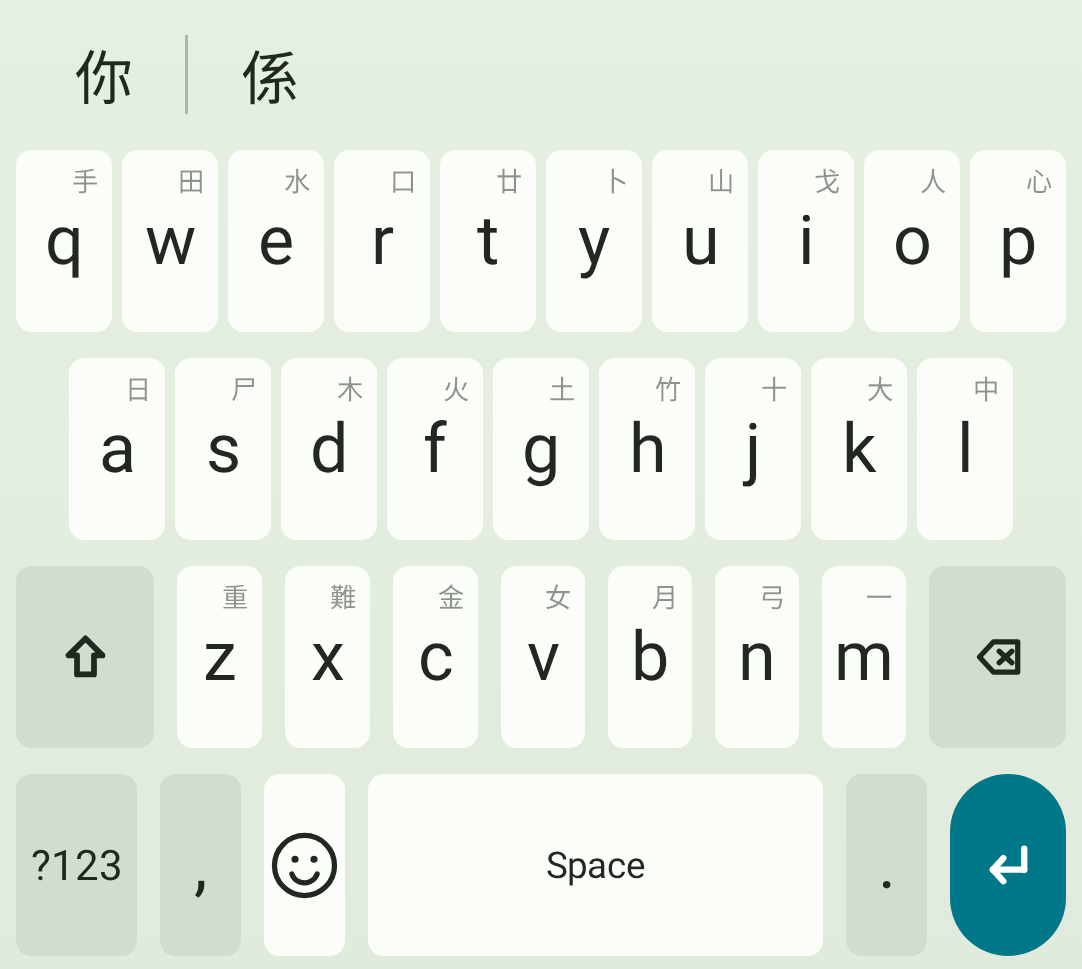 你 係
手 田 水 口 廿 卜 山 戈 人 心
q w e r t y u i o p
日 尸 木 火 土 竹 十 大 中
a s d f g h j k l
重 難 金 女 月 弓 一
z x c v b n m
?123 , Space .